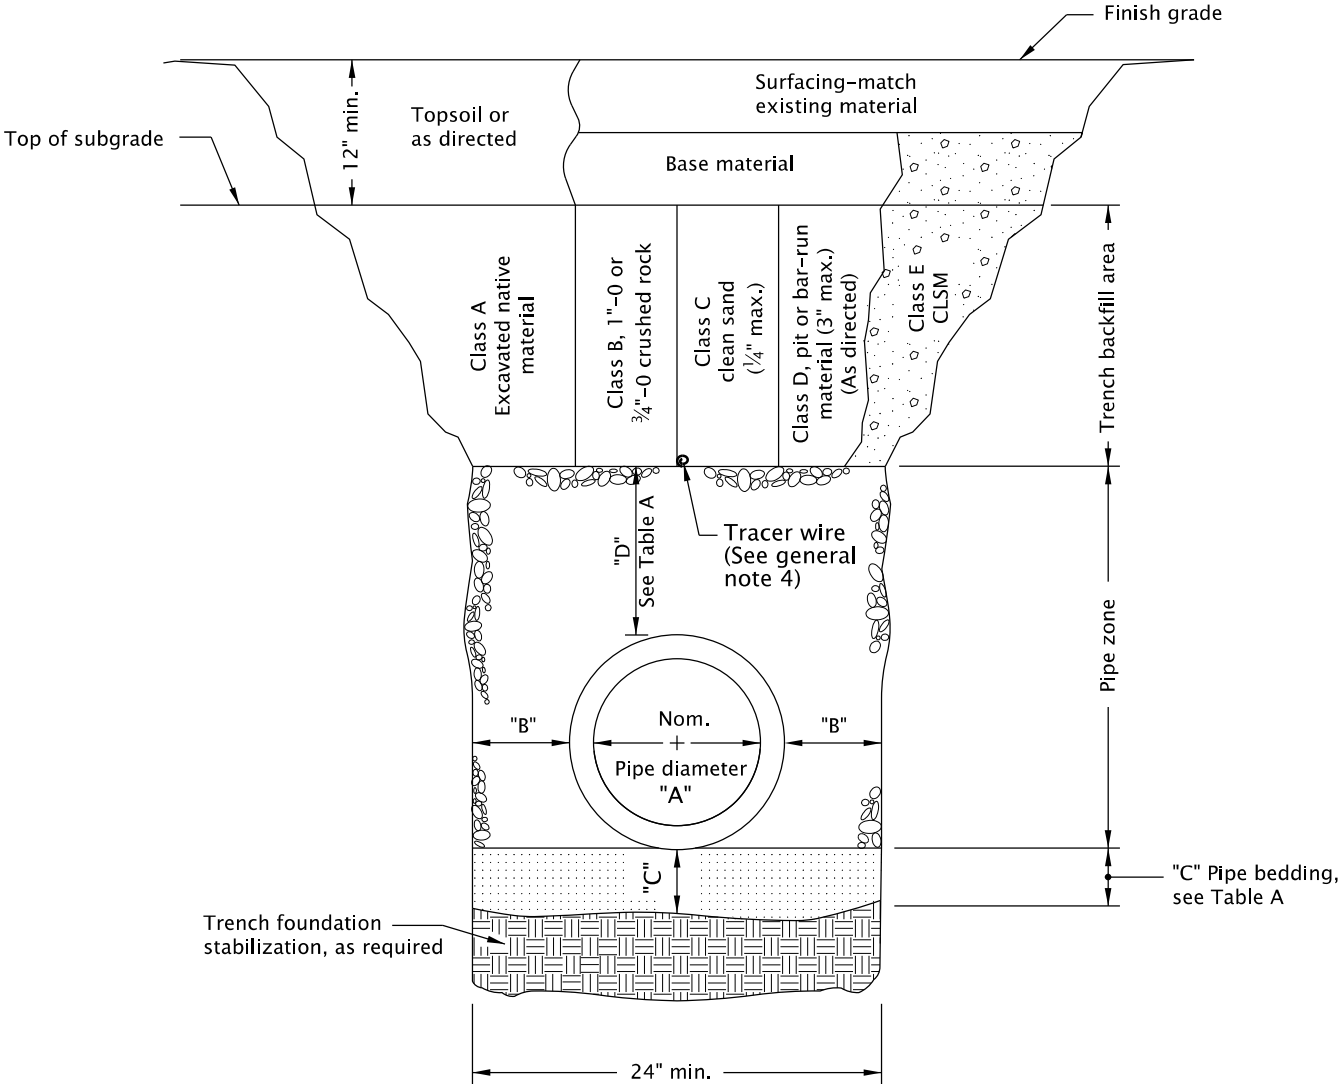 Finish grade
Surfacing-match
existing material
Topsoil or
as directed
12" min.
Top of subgrade
Base material
Class A
Excavated native
material
Class B, 1"-0 or
¾"-0 crushed rock
Class C
clean sand
(¼" max.)
Class D, pit or bar-run
material (3" max.)
(As directed)
Class E
CLSM
Trench backfill area
"D"
See Table A
Tracer wire
(See general
note 4)
Pipe zone
"B"
Nom.
Pipe diameter
"A"
"B"
"C"
"C" Pipe bedding,
see Table A
Trench foundation
stabilization, as required
24" min.